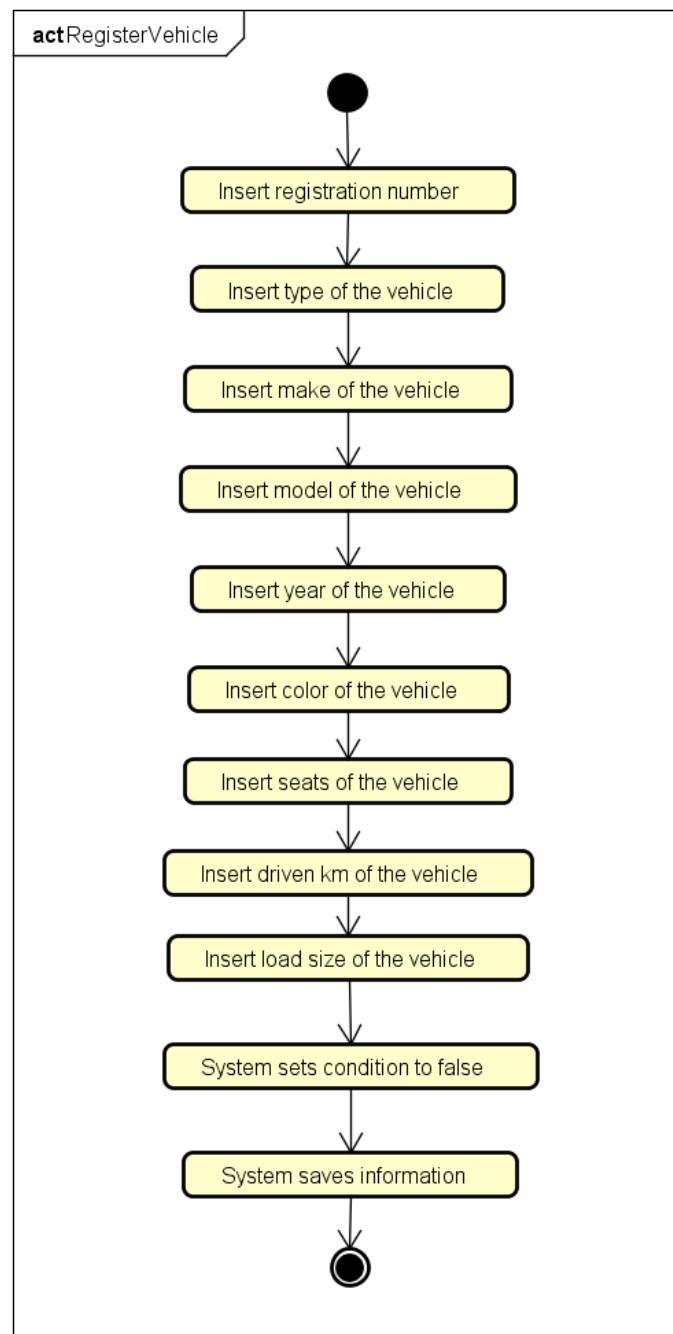 act RegisterVehicle
Insert registration number
Insert type of the vehicle
Insert make of the vehicle
Insert model of the vehicle
Insert year of the vehicle
Insert color of the vehicle
Insert seats of the vehicle
Insert driven km of the vehicle
Insert load size of the vehicle
System sets condition to false
System saves information